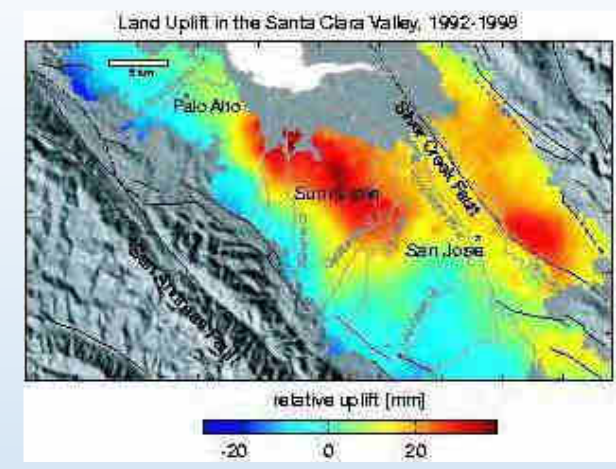 Land Uplift in the Santa Clara Valley, 1992-1998
5 km
Palo Alto
Silver Creek Fault
Sunnyvale
San Jose
San Andreas Fault
relative uplift [mm]
-20 0 20